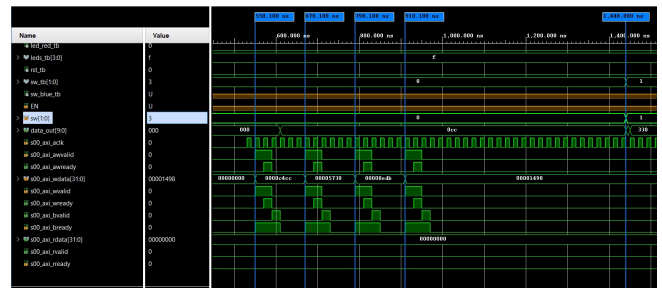 550.100 ns 670.100 ns 790.100 ns 910.100 ns 1,440.000 ns
Name Value
600.000 ns 800.000 ns 1,000.000 ns 1,200.000 ns 1,400.000 ns
led_red_tb 0
leds_tb[3:0] f f
rst_tb 0
sw_tb[1:0] 3 0 1
sw_blue_tb U
EN U
sw[1:0] 3 0 1
data_out[9:0] 000 000 0cc 330
s00_axi_aclk 0
s00_axi_awvalid 0
s00_axi_awready 0
s00_axi_wdata[31:0] 00001498 00000000 0000c4cc 00005730 00000edb 00001498
s00_axi_wvalid 0
s00_axi_wready 0
s00_axi_bvalid 0
s00_axi_bready 0
s00_axi_rdata[31:0] 00000000 00000000
s00_axi_rvalid 0
s00_axi_rready 0